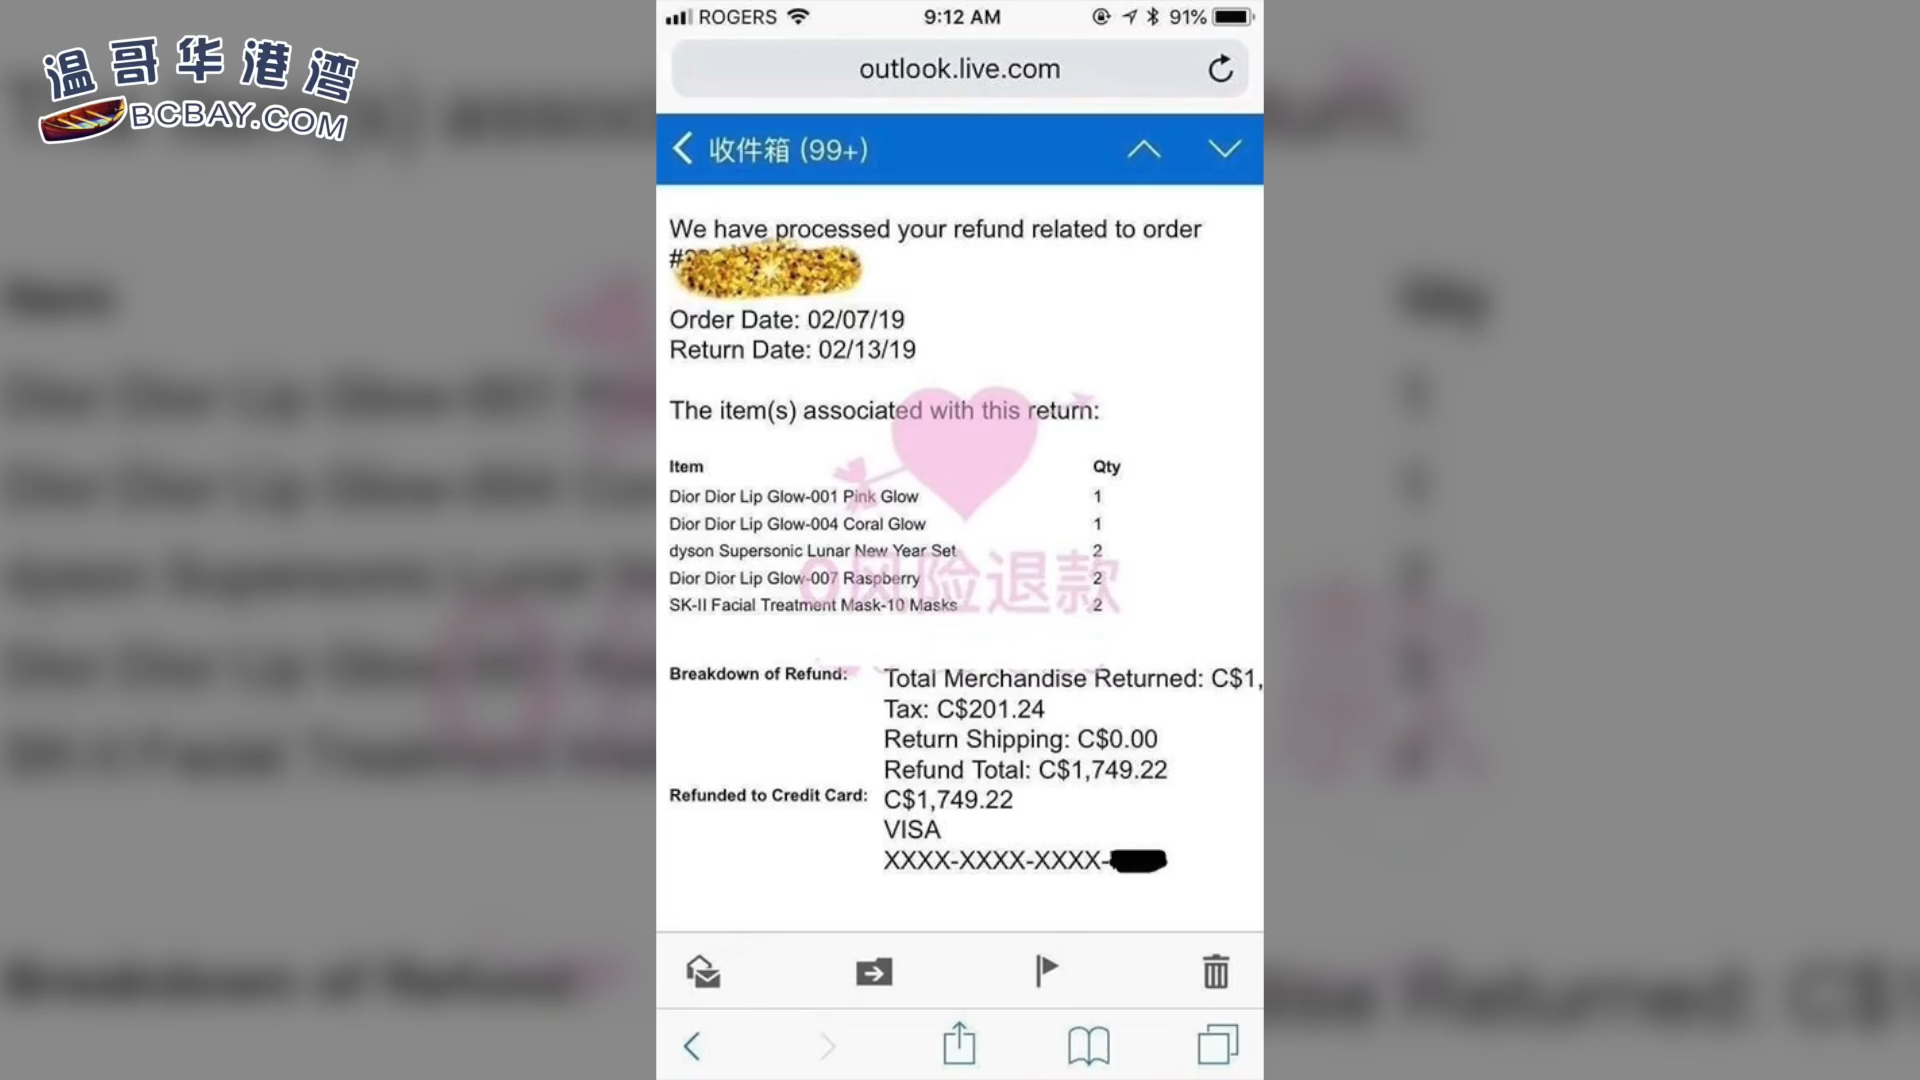 温哥华港湾
BCBAY.COM
ROGERS 9:12 AM 91%
outlook.live.com
收件箱 (99+)
We have processed your refund related to order
#
Order Date: 02/07/19
Return Date: 02/13/19
The item(s) associated with this return:
Item Qty
Dior Dior Lip Glow-001 Pink Glow 1
Dior Dior Lip Glow-004 Coral Glow 1
dyson Supersonic Lunar New Year Set 2
Dior Dior Lip Glow-007 Raspberry 2
SK-II Facial Treatment Mask-10 Masks 2
0风险退款
Breakdown of Refund: Total Merchandise Returned: C$1,
Tax: C$201.24
Return Shipping: C$0.00
Refund Total: C$1,749.22
Refunded to Credit Card: C$1,749.22
VISA
XXXX-XXXX-XXXX-